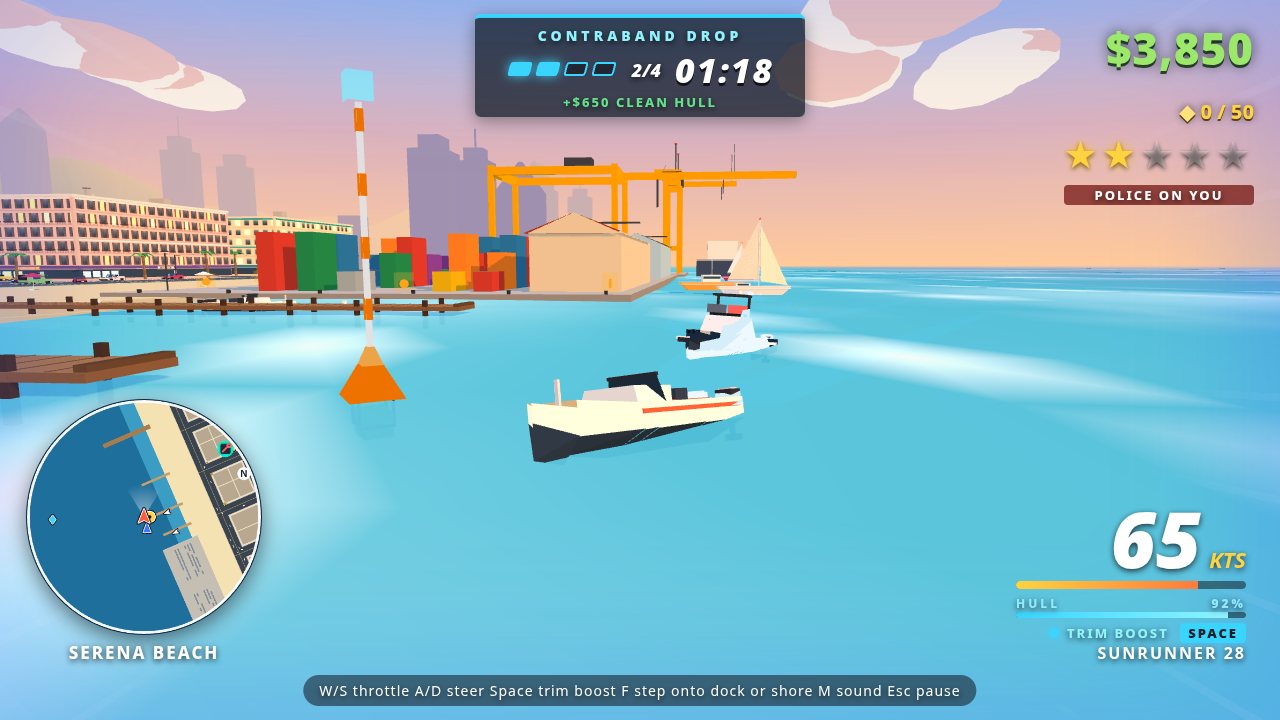 CONTRABAND DROP
2/4 01:18
+$650 CLEAN HULL
$3,850
0 / 50
POLICE ON YOU
N
SERENA BEACH
65 KTS
HULL 92%
TRIM BOOST SPACE
SUNRUNNER 28
W/S throttle A/D steer Space trim boost F step onto dock or shore M sound Esc pause